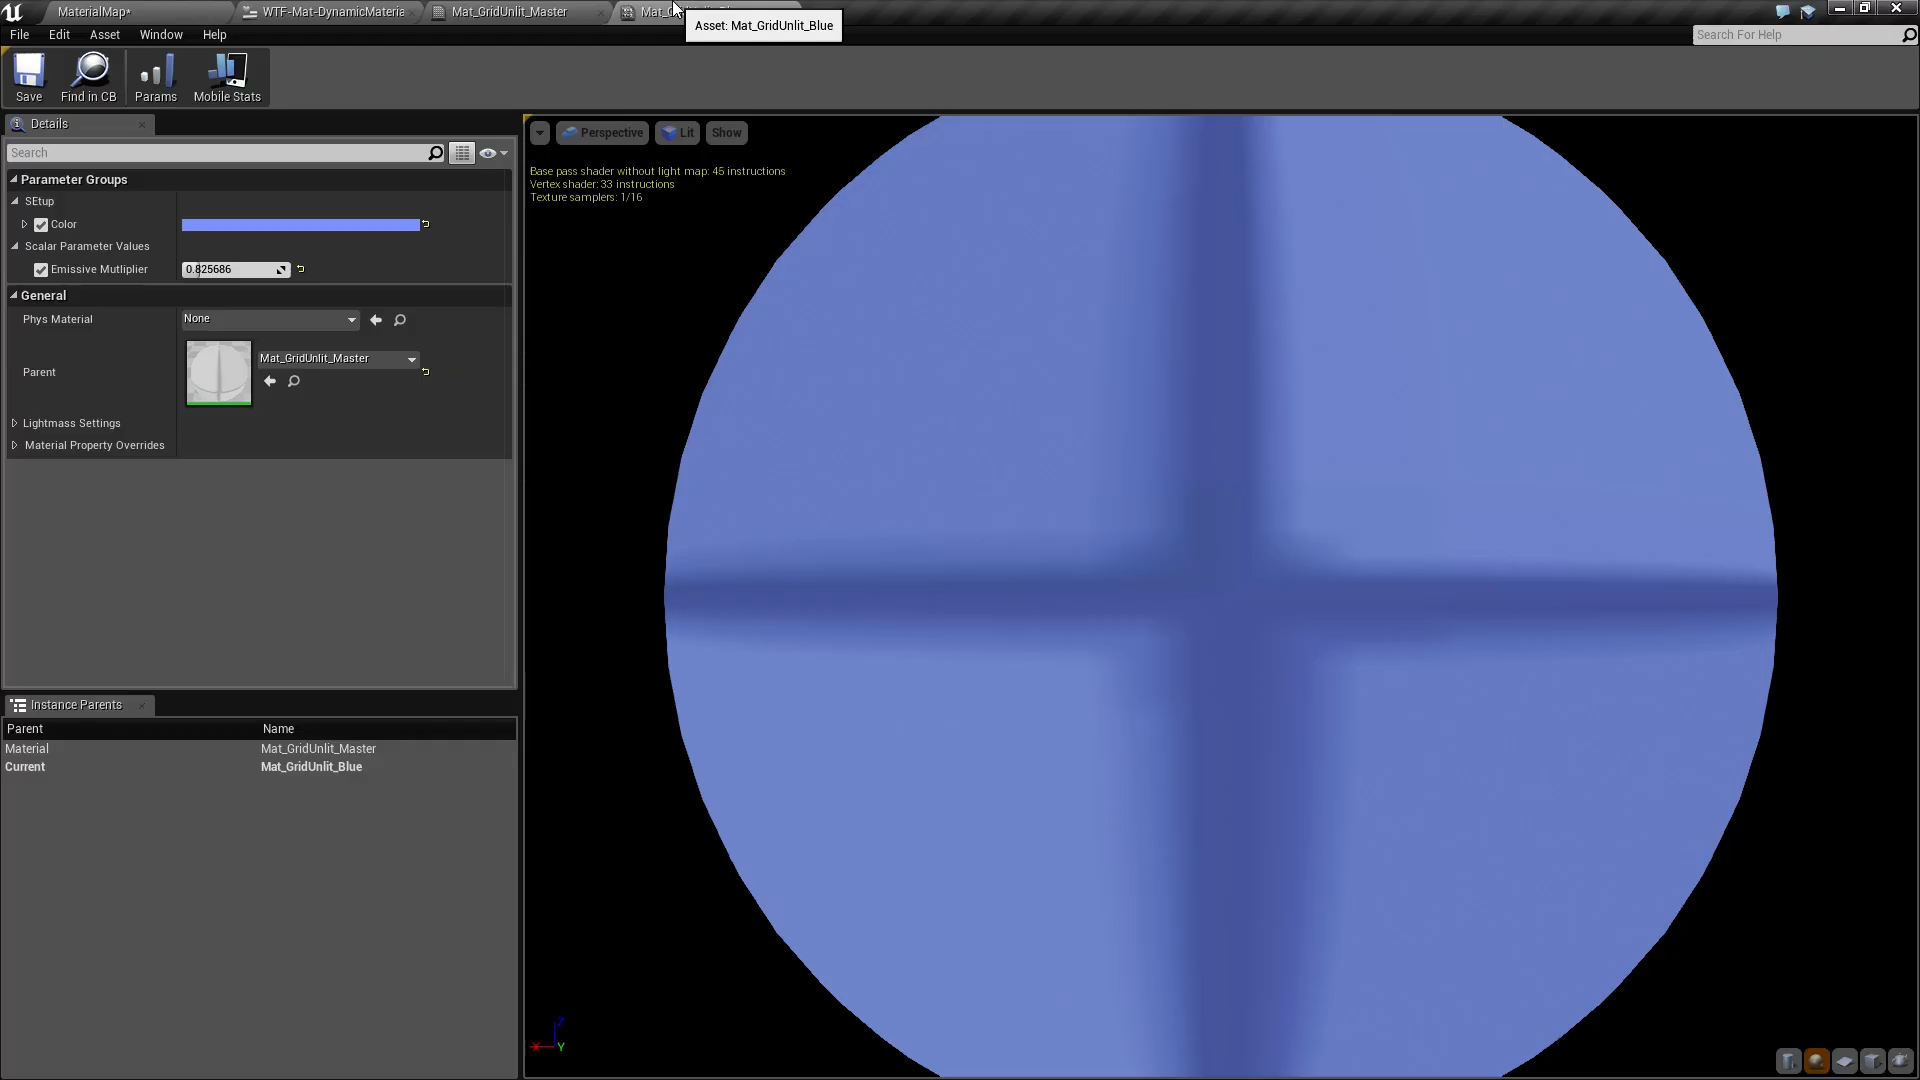 MaterialMap*
WTF-Mat-DynamicMateria
Mat_GridUnlit_Master
Asset: Mat_GridUnlit_Blue
File
Edit
Asset
Window
Help
Search For Help
Save
Find in CB
Params
Mobile Stats
Details
Search
Parameter Groups
SEtup
Color
Scalar Parameter Values
Emissive Mutliplier
0.825686
General
Phys Material
None
Parent
Mat_GridUnlit_Master
Lightmass Settings
Material Property Overrides
Instance Parents
Parent Name
Material Mat_GridUnlit_Master
Current Mat_GridUnlit_Blue
Perspective
Lit
Show
Base pass shader without light map: 45 instructions
Vertex shader: 33 instructions
Texture samplers: 1/16
Z
X
Y